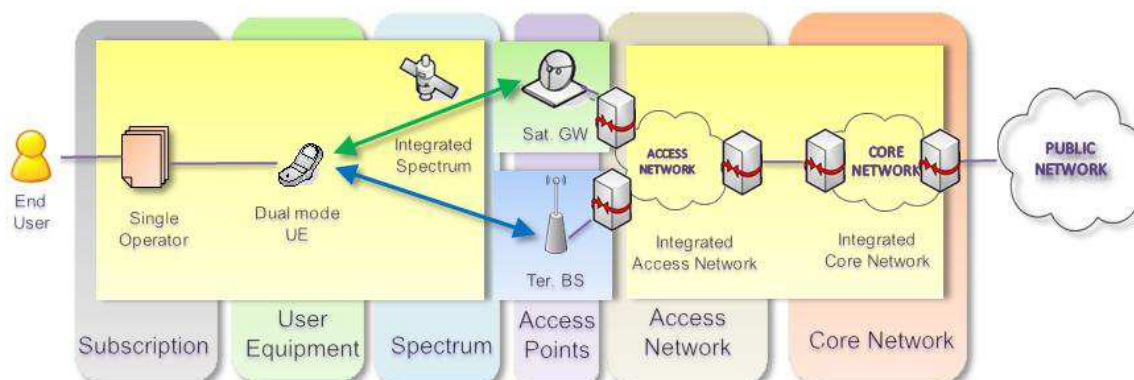 End
User
Single
Operator
Dual mode
UE
Integrated
Spectrum
Sat. GW
Ter. BS
ACCESS
NETWORK
Integrated
Access Network
CORE
NETWORK
Integrated
Core Network
PUBLIC
NETWORK
Subscription
User
Equipment
Spectrum
Access
Points
Access
Network
Core Network